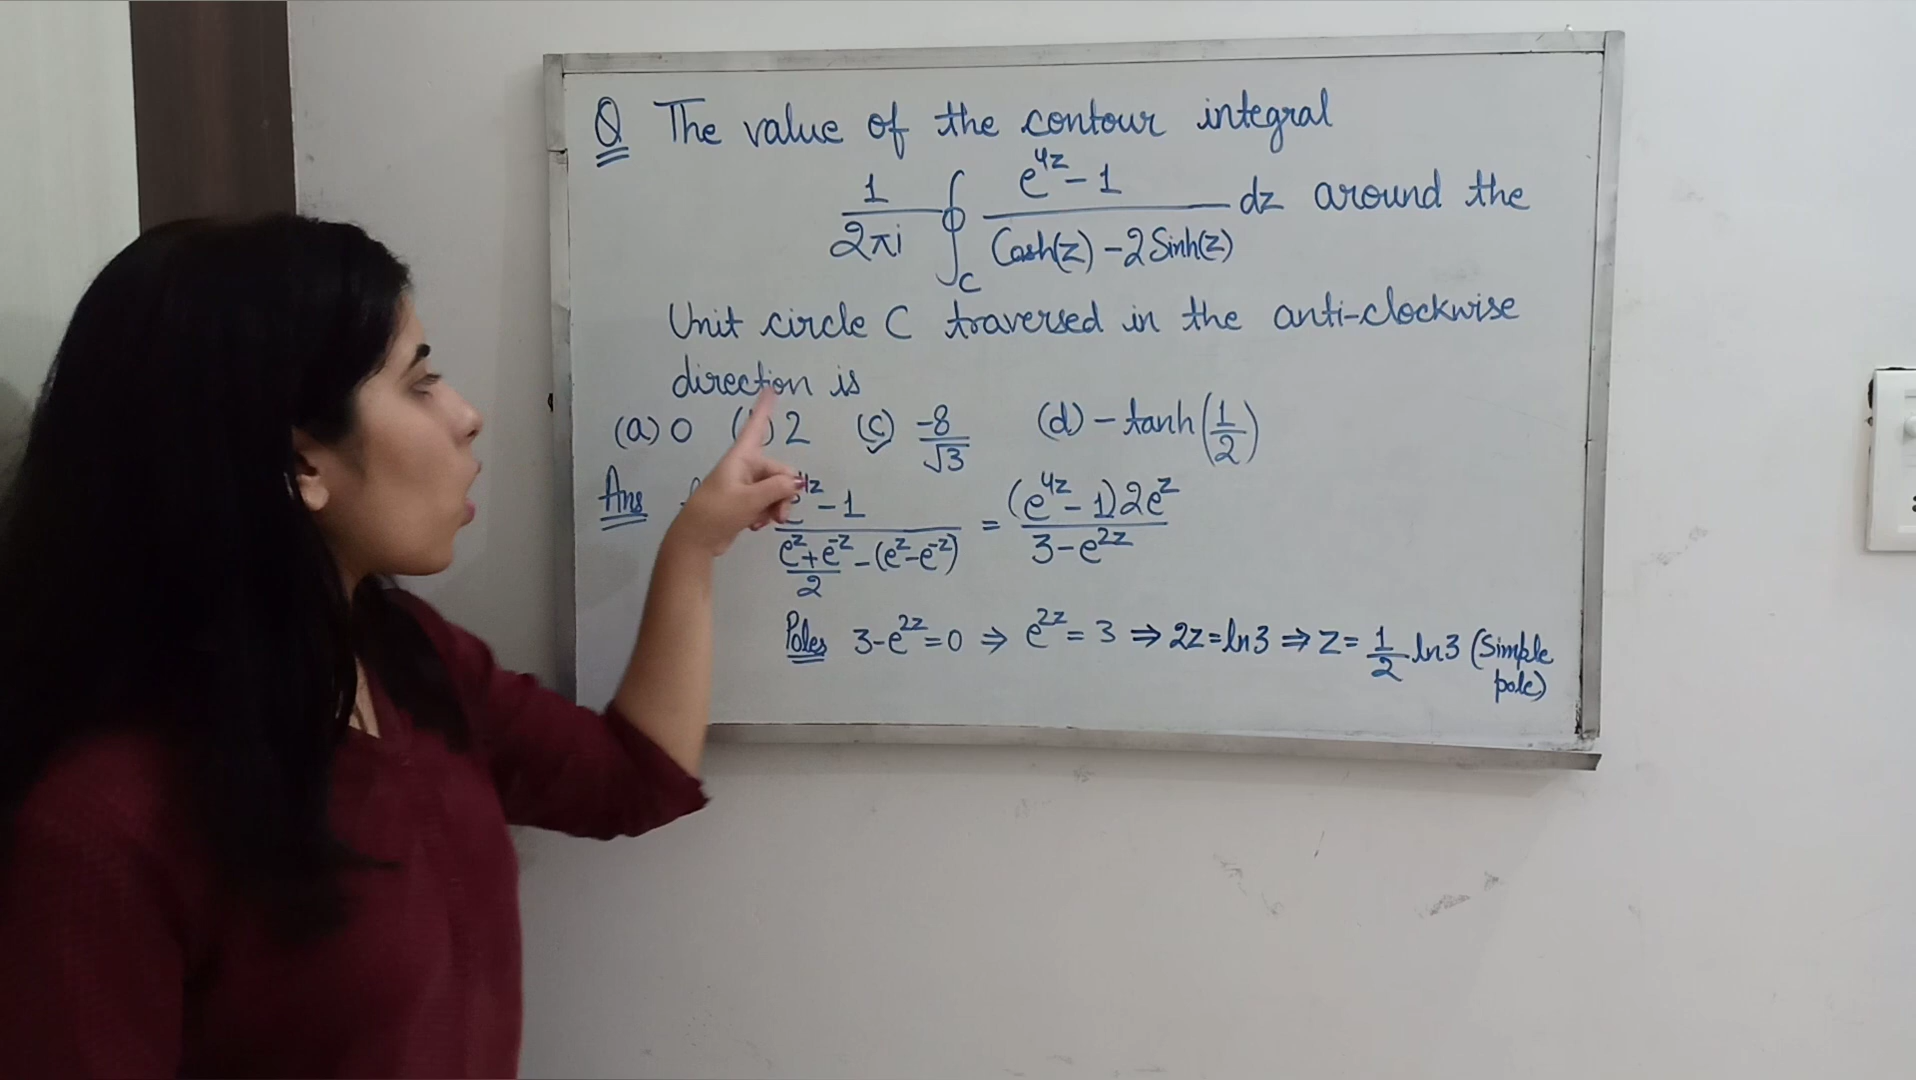 Q The value of the contour integral
1/2πi ∮_C (e^{4z} - 1)/(Cosh(z) - 2 Sinh(z)) dz around the
Unit circle C traversed in the anti-clockwise
direction is
(a) 0 ( ) 2 (c) -8/√3 (d) - tanh(1/2)
Ans e^{4z} - 1/((e^z + e^{-z})/2 - (e^z - e^{-z})) = (e^{4z} - 1) 2e^z/(3 - e^{2z})
Poles 3 - e^{2z} = 0 ⇒ e^{2z} = 3 ⇒ 2z = ln3 ⇒ z = 1/2 ln3 (Simple
pole)